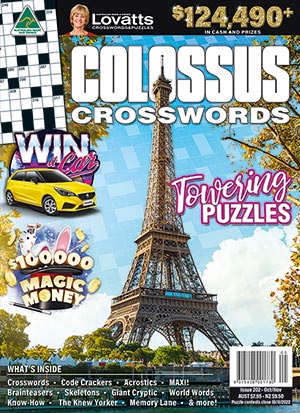 Lovatts
CROSSWORDS&PUZZLES
$124,490+
IN CASH AND PRIZES
COLOSSUS
CROSSWORDS
WIN
a Car
Towering
PUZZLES
$100,000
MAGIC
MONEY
WHAT'S INSIDE
Crosswords • Code Crackers • Acrostics • MAXI!
Brainteasers • Skeletons • Giant Cryptic • World Words
Know-How • The Knew Yorker • Memory Lane • & more!
Issue 202 - Oct/Nov
AUST $7.95 - NZ $9.50